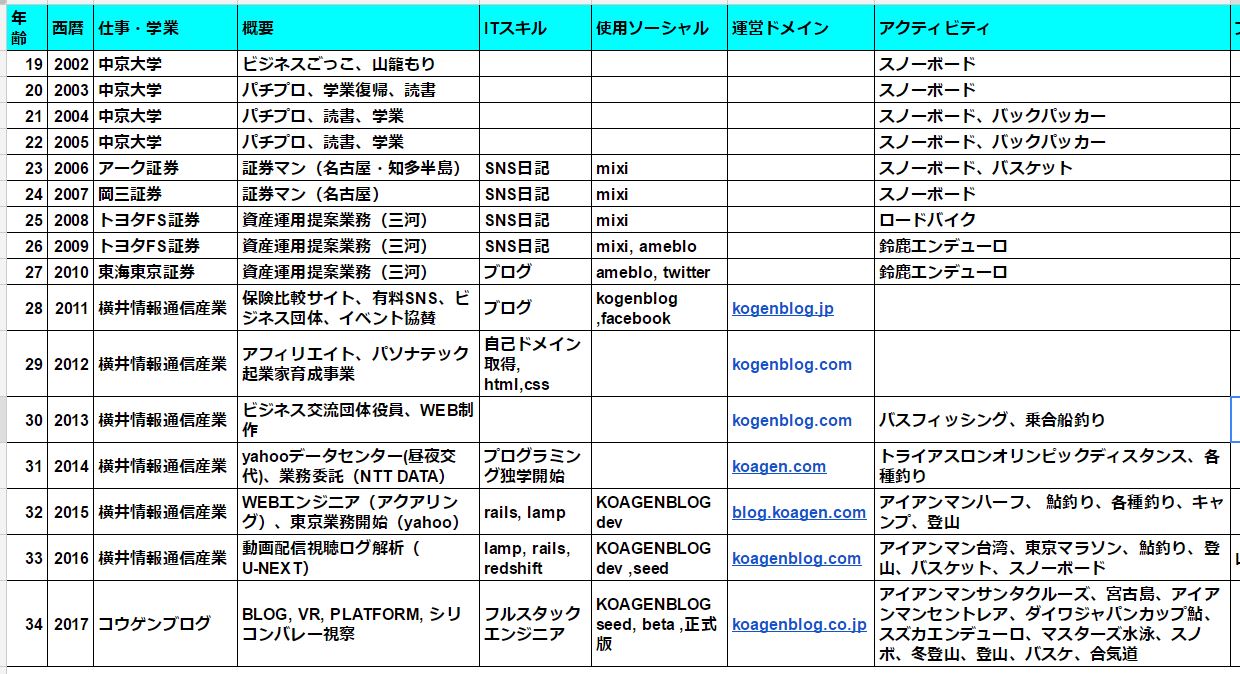 年齢 西暦 仕事・学業 概要 ITスキル 使用ソーシャル 運営ドメイン アクティビティ
19 2002 中京大学 ビジネスごっこ、山籠もり スノーボード
20 2003 中京大学 パチプロ、学業復帰、読書 スノーボード
21 2004 中京大学 パチプロ、読書、学業 スノーボード、バックパッカー
22 2005 中京大学 パチプロ、読書、学業 スノーボード、バックパッカー
23 2006 アーク証券 証券マン（名古屋・知多半島） SNS日記 mixi スノーボード、バスケット
24 2007 岡三証券 証券マン（名古屋） SNS日記 mixi スノーボード
25 2008 トヨタFS証券 資産運用提案業務（三河） SNS日記 mixi ロードバイク
26 2009 トヨタFS証券 資産運用提案業務（三河） SNS日記 mixi, ameblo 鈴鹿エンデューロ
27 2010 東海東京証券 資産運用提案業務（三河） ブログ ameblo, twitter 鈴鹿エンデューロ
28 2011 横井情報通信産業 保険比較サイト、有料SNS、ビジネス団体、イベント協賛 ブログ kogenblog ,facebook kogenblog.jp
29 2012 横井情報通信産業 アフィリエイト、パソナテック起業家育成事業 自己ドメイン取得, html,css kogenblog.com
30 2013 横井情報通信産業 ビジネス交流団体役員、WEB制作 kogenblog.com バスフィッシング、乗合船釣り
31 2014 横井情報通信産業 yahooデータセンター(昼夜交代)、業務委託（NTT DATA） プログラミング独学開始 koagen.com トライアスロンオリンピックディスタンス、各種釣り
32 2015 横井情報通信産業 WEBエンジニア（アクアリング）、東京業務開始（yahoo） rails, lamp KOAGENBLOG dev blog.koagen.com アイアンマンハーフ、 鮎釣り、各種釣り、キャンプ、登山
33 2016 横井情報通信産業 動画配信視聴ログ解析（ U-NEXT） lamp, rails, redshift KOAGENBLOG dev ,seed koagenblog.com アイアンマン台湾、東京マラソン、鮎釣り、登山、バスケット、スノーボード
34 2017 コウゲンブログ BLOG, VR, PLATFORM, シリコンバレー視察 フルスタックエンジニア KOAGENBLOG seed, beta ,正式版 koagenblog.co.jp アイアンマンサンタクルーズ、宮古島、アイアンマンセントレア、ダイワジャパンカップ鮎、スズカエンデューロ、マスターズ水泳、スノボ、冬登山、登山、バスケ、合気道